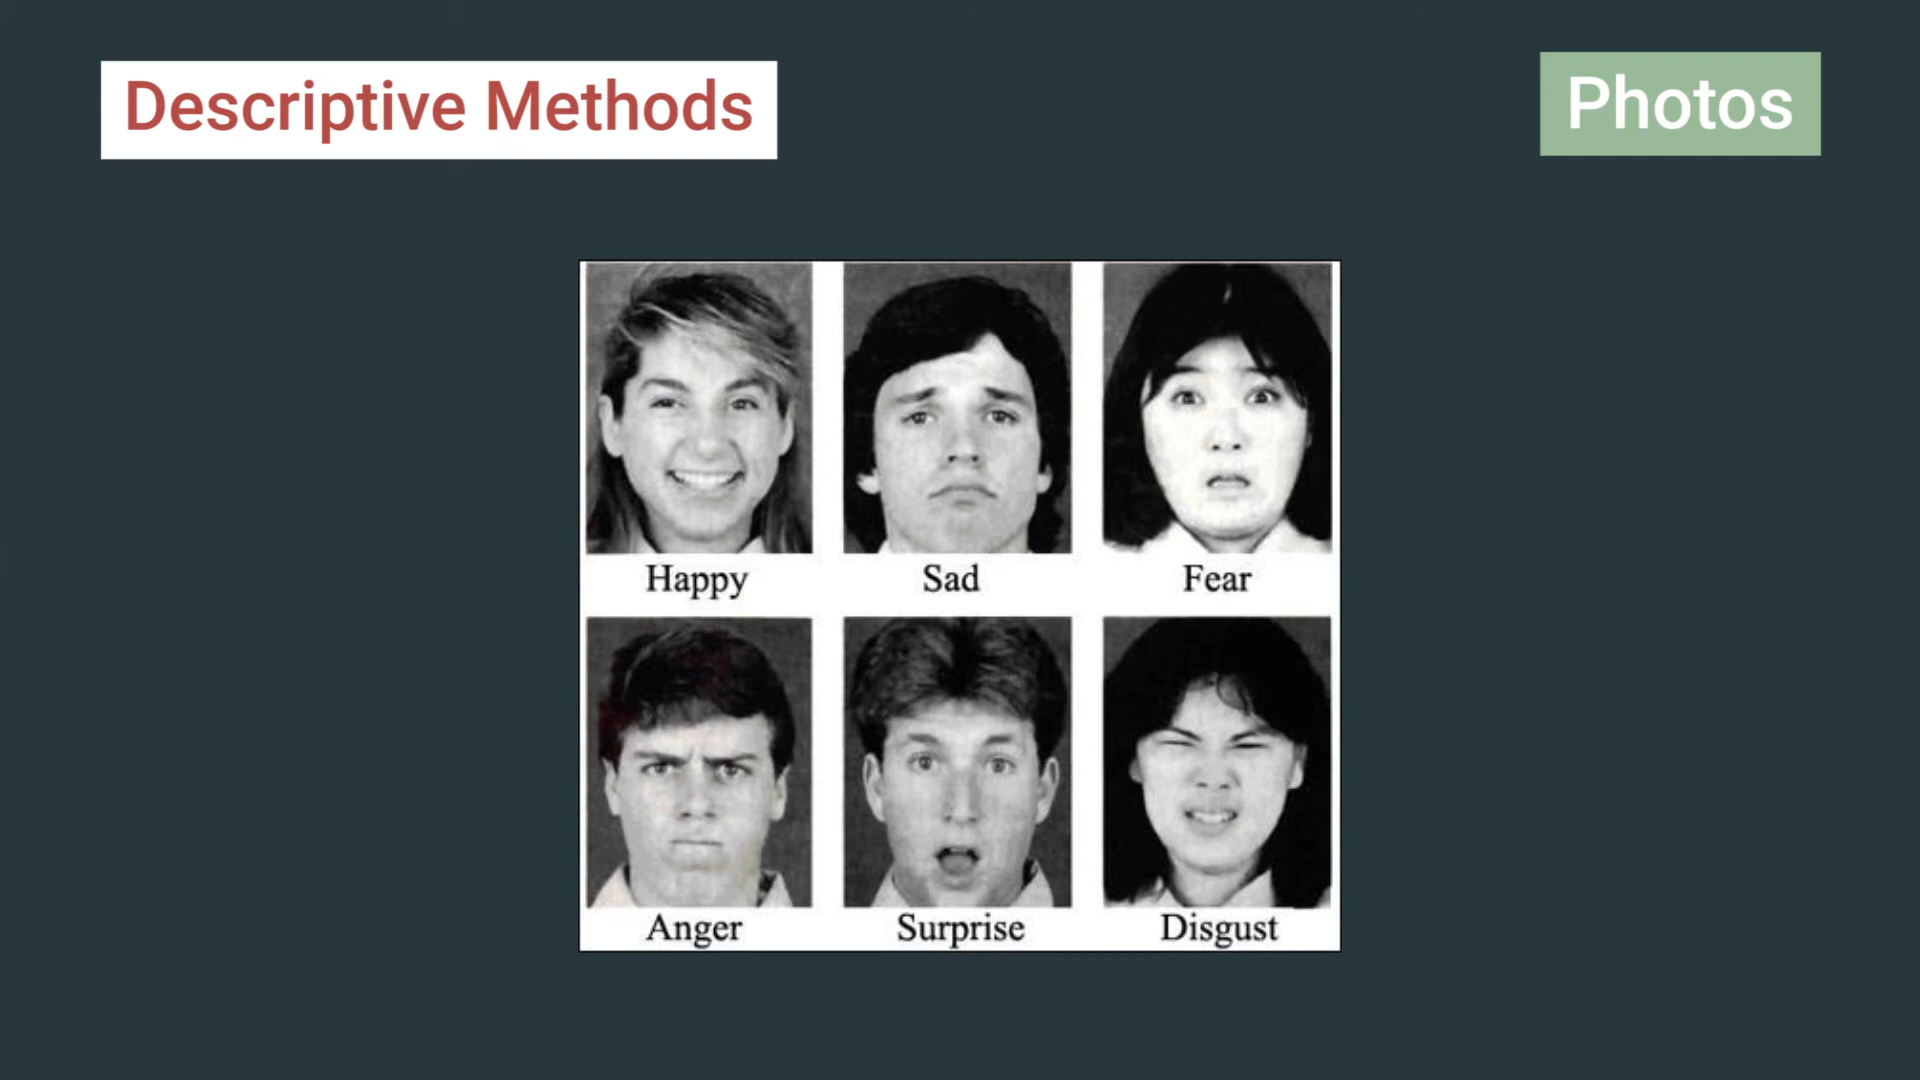 Descriptive Methods
Photos
Happy
Sad
Fear
Anger
Surprise
Disgust